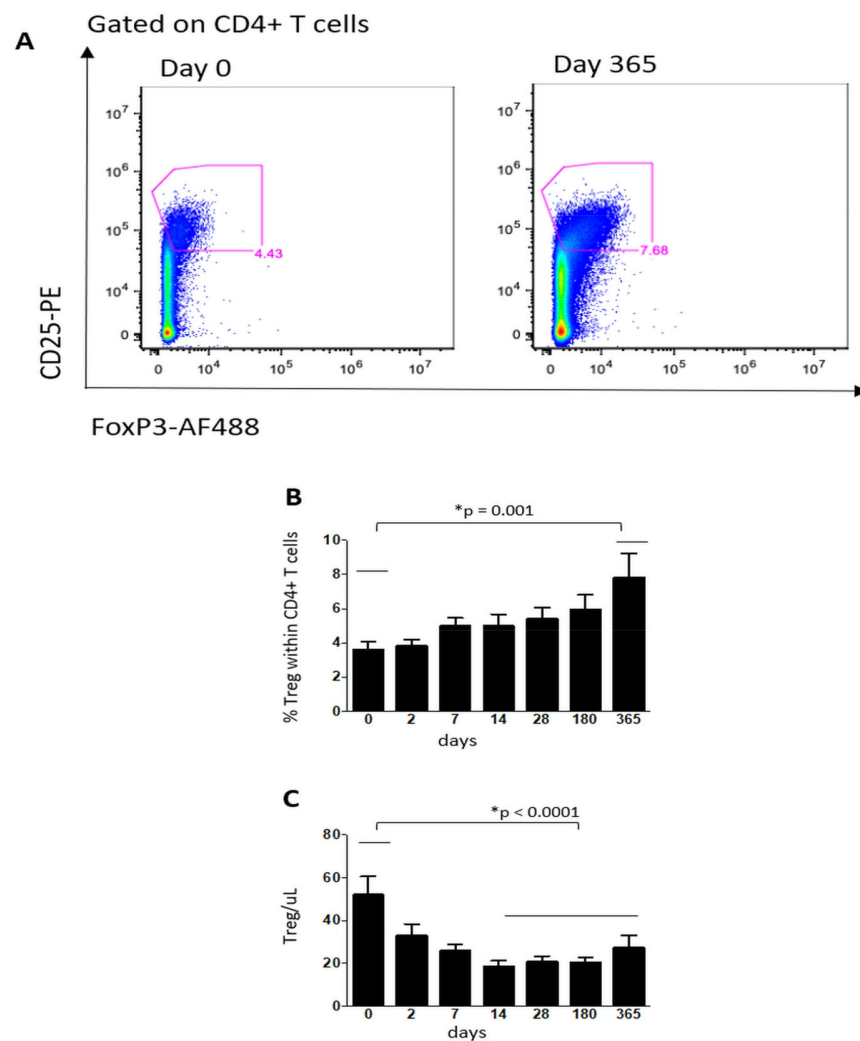 Gated on CD4+ T cells
A
Day 0
Day 365
10⁷
10⁶
10⁵
10⁴
0
4.43
0
10⁴
10⁵
10⁶
10⁷
10⁷
10⁶
10⁵
10⁴
0
7.68
0
10⁴
10⁵
10⁶
10⁷
CD25-PE
FoxP3-AF488
B
*p = 0.001
% Treg within CD4+ T cells
10
8
6
4
2
0
0 2 7 14 28 180 365
days
C
*p < 0.0001
Treg/uL
80
60
40
20
0
0 2 7 14 28 180 365
days